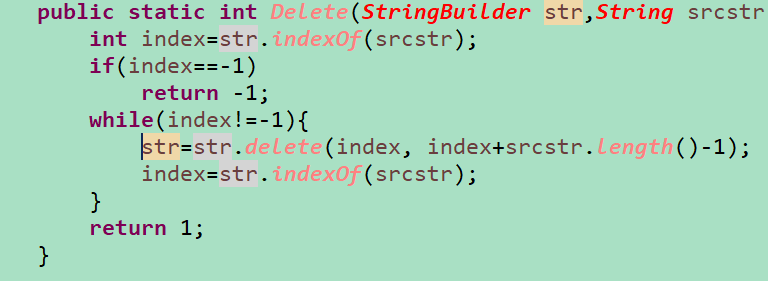 public static int Delete(StringBuilder str,String srcstr
int index=str.indexOf(srcstr);
if(index==-1)
return -1;
while(index!=-1){
str=str.delete(index, index+srcstr.length()-1);
index=str.indexOf(srcstr);
}
return 1;
}